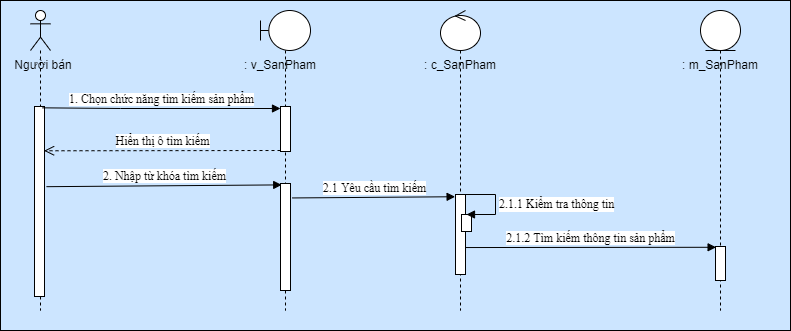 Người bán
: v_SanPham
: c_SanPham
: m_SanPham
1. Chọn chức năng tìm kiếm sản phẩm
Hiển thị ô tìm kiếm
2. Nhập từ khóa tìm kiếm
2.1 Yêu cầu tìm kiếm
2.1.1 Kiểm tra thông tin
2.1.2 Tìm kiếm thông tin sản phẩm